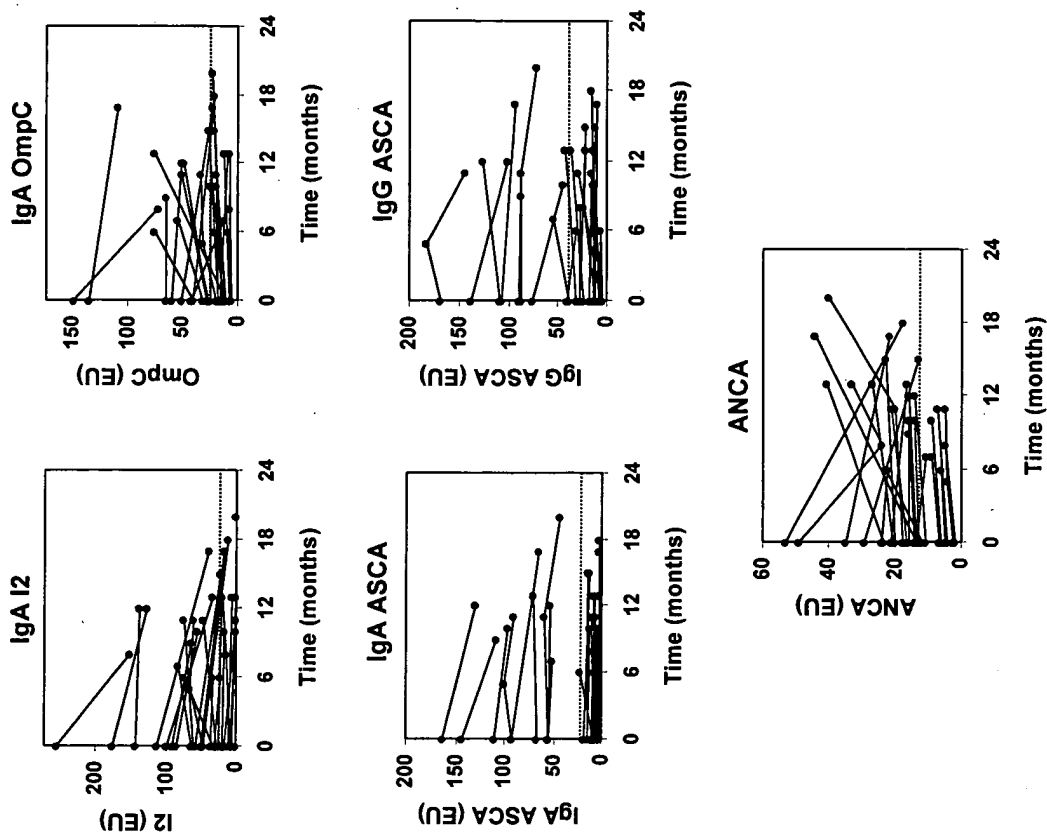 IgA I2
I2 (EU)
200
100
0
0 6 12 18 24
Time (months)
IgA OmpC
OmpC (EU)
150
100
50
0
0 6 12 18 24
Time (months)
IgA ASCA
IgA ASCA (EU)
200
150
100
50
0
0 6 12 18 24
Time (months)
IgG ASCA
IgG ASCA (EU)
200
150
100
50
0
0 6 12 18 24
Time (months)
ANCA
ANCA (EU)
60
40
20
0
0 6 12 18 24
Time (months)